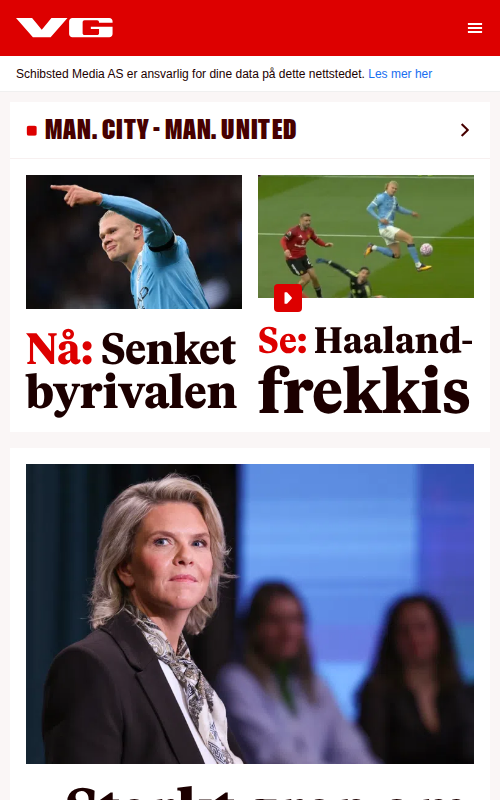 VG
Schibsted Media AS er ansvarlig for dine data på dette nettstedet. Les mer her
MAN. CITY - MAN. UNITED
Nå: Senket
byrivalen
Se: Haaland-
frekkis